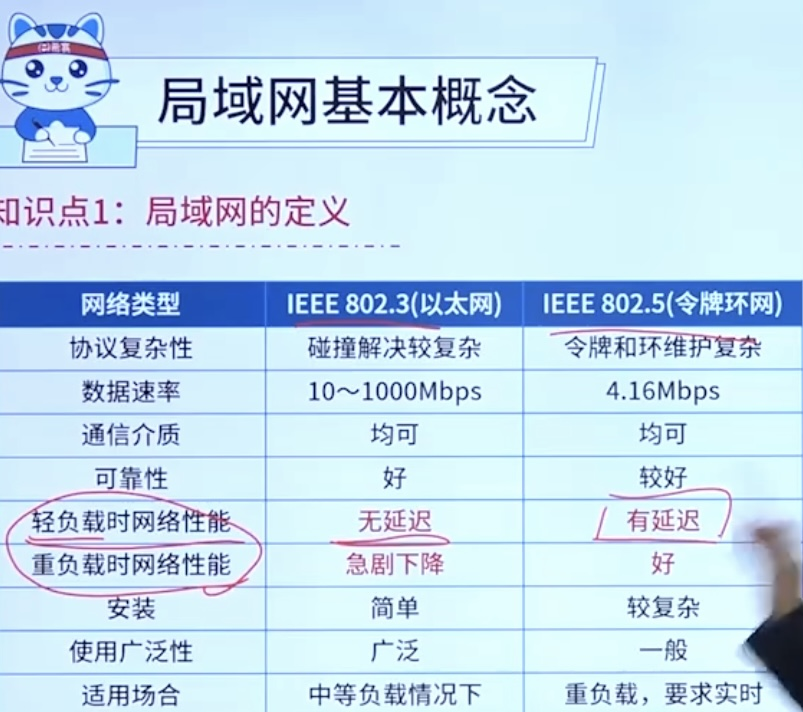 局域网基本概念
知识点1：局域网的定义
网络类型 IEEE 802.3(以太网) IEEE 802.5(令牌环网)
协议复杂性 碰撞解决较复杂 令牌和环维护复杂
数据速率 10～1000Mbps 4.16Mbps
通信介质 均可 均可
可靠性 好 较好
轻负载时网络性能 无延迟 有延迟
重负载时网络性能 急剧下降 好
安装 简单 较复杂
使用广泛性 广泛 一般
适用场合 中等负载情况下 重负载，要求实时